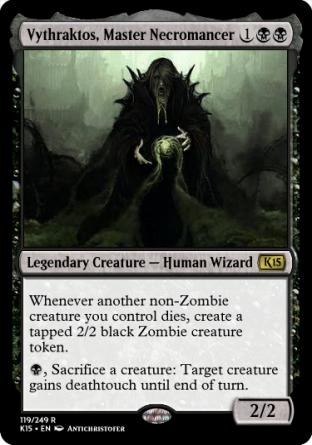 Vythraktos, Master Necromancer 1
Legendary Creature — Human Wizard K15
Whenever another non-Zombie
creature you control dies, create a
tapped 2/2 black Zombie creature
token.
, Sacrifice a creature: Target creature
gains deathtouch until end of turn.
2/2
119/249 R
K15 • EN Antichristofer